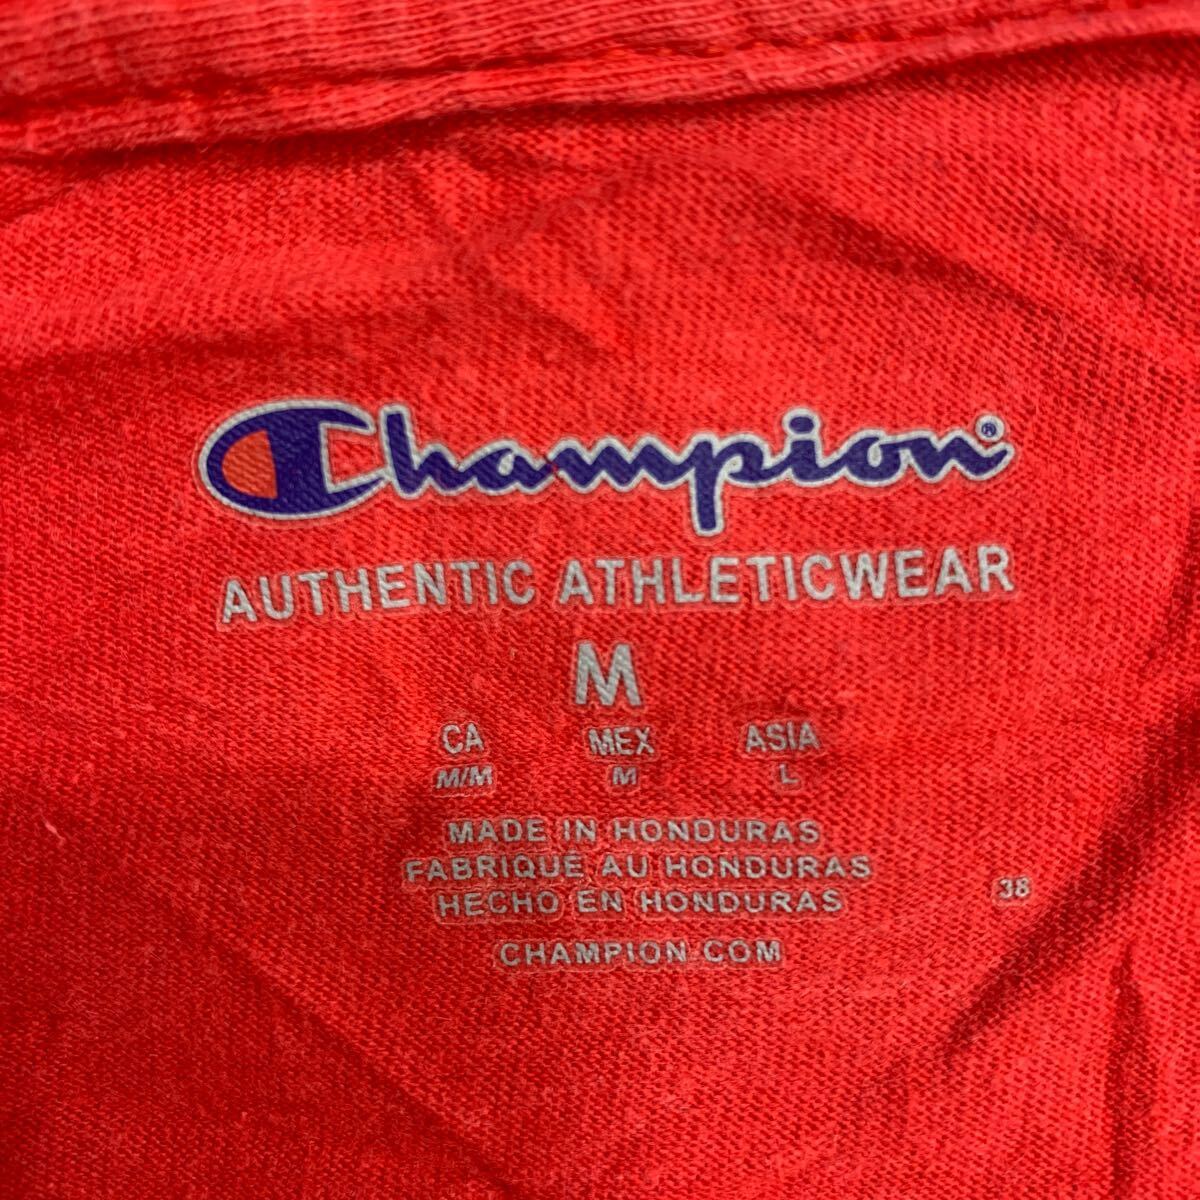 Champion®
AUTHENTIC ATHLETICWEAR
M
CA MEX ASIA
M/M M L
MADE IN HONDURAS
FABRIQUÉ AU HONDURAS
HECHO EN HONDURAS
38
CHAMPION.COM